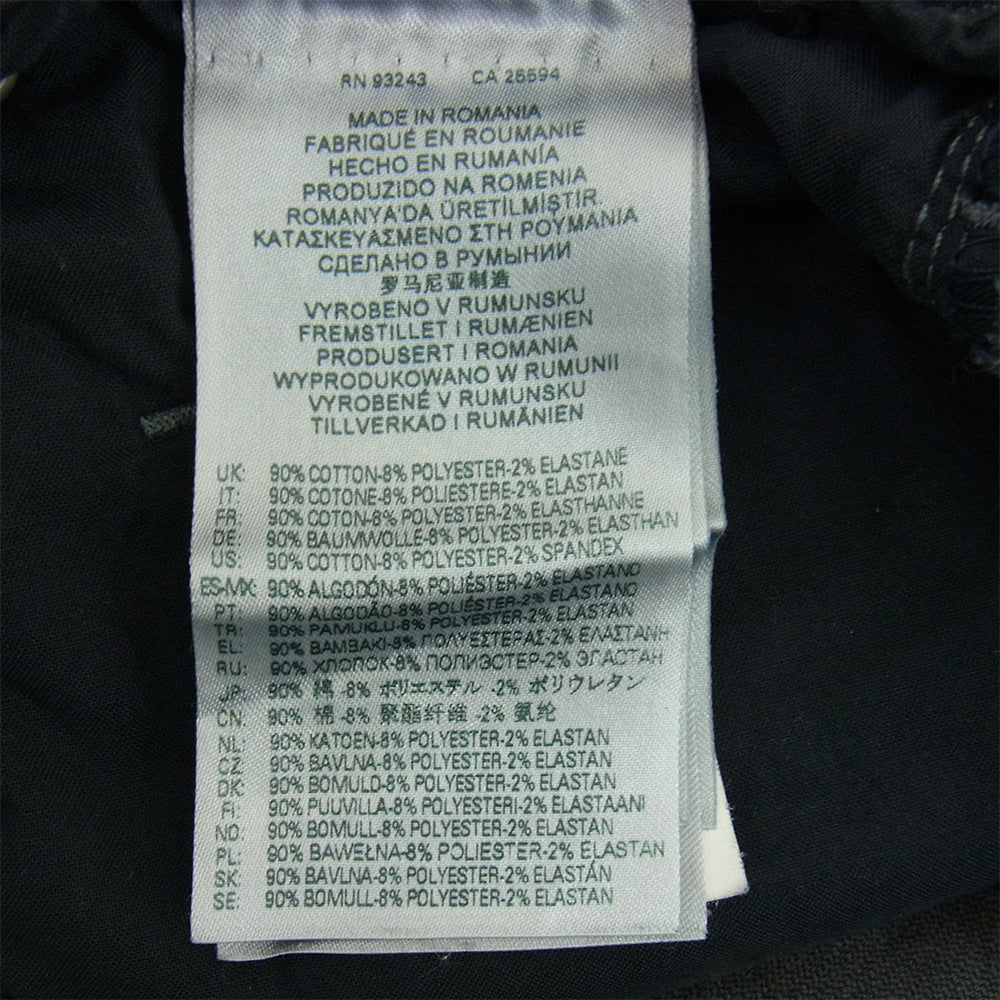 RN 93243 CA 25594
MADE IN ROMANIA
FABRIQUÉ EN ROUMANIE
HECHO EN RUMANÍA
PRODUZIDO NA ROMENIA
ROMANYA'DA ÜRETİLMİŞTİR.
ΚΑΤΑΣΚΕΥΑΣΜΕΝΟ ΣΤΗ ΡΟΥΜΑΝΙΑ
СДЕЛАНО В РУМЫНИИ
罗马尼亚制造
VYROBENO V RUMUNSKU
FREMSTILLET I RUMÆNIEN
PRODUSERT I ROMANIA
WYPRODUKOWANO W RUMUNII
VYROBENÉ V RUMUNSKU
TILLVERKAD I RUMÄNIEN
UK: 90% COTTON-8% POLYESTER-2% ELASTANE
IT: 90% COTONE-8% POLIESTERE-2% ELASTAN
FR: 90% COTON-8% POLYESTER-2% ELASTHANNE
DE: 90% BAUMWOLLE-8% POLYESTER-2% ELASTHAN
US: 90% COTTON-8% POLYESTER-2% SPANDEX
ES-MX: 90% ALGODÓN-8% POLIÉSTER-2% ELASTANO
PT: 90% ALGODÃO-8% POLIÉSTER-2% ELASTANO
TR: 90% PAMUKLU-8% POLYESTER-2% ELASTAN
EL: 90% ΒΑΜΒΑΚΙ-8% ΠΟΛΥΕΣΤΕΡΑΣ-2% ΕΛΑΣΤΑΝΗ
RU: 90% ХЛОПОК-8% ПОЛИЭСТЕР-2% ЭЛАСТАН
JP: 90% 綿 -8% ポリエステル -2% ポリウレタン
CN: 90% 棉 -8% 聚酯纤维 -2% 氨纶
NL: 90% KATOEN-8% POLYESTER-2% ELASTAN
CZ: 90% BAVLNA-8% POLYESTER-2% ELASTAN
DK: 90% BOMULD-8% POLYESTER-2% ELASTAN
FI: 90% PUUVILLA-8% POLYESTERI-2% ELASTAANI
NO: 90% BOMULL-8% POLYESTER-2% ELASTAN
PL: 90% BAWEŁNA-8% POLIESTER-2% ELASTAN
SK: 90% BAVLNA-8% POLYESTER-2% ELASTÁN
SE: 90% BOMULL-8% POLYESTER-2% ELASTAN